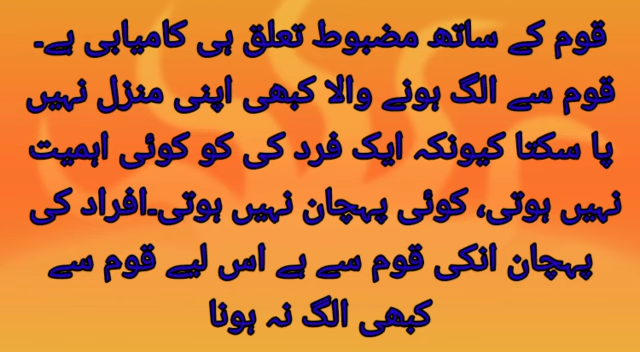 قوم کے ساتھ مضبوط تعلق ہی کامیابی ہے۔
قوم سے الگ ہونے والا کبھی اپنی منزل نہیں
پا سکتا کیونکہ ایک فرد کی کو کوئی اہمیت
نہیں ہوتی، کوئی پہچان نہیں ہوتی۔افراد کی
پہچان انکی قوم سے ہے اس لیے قوم سے
کبھی الگ نہ ہونا